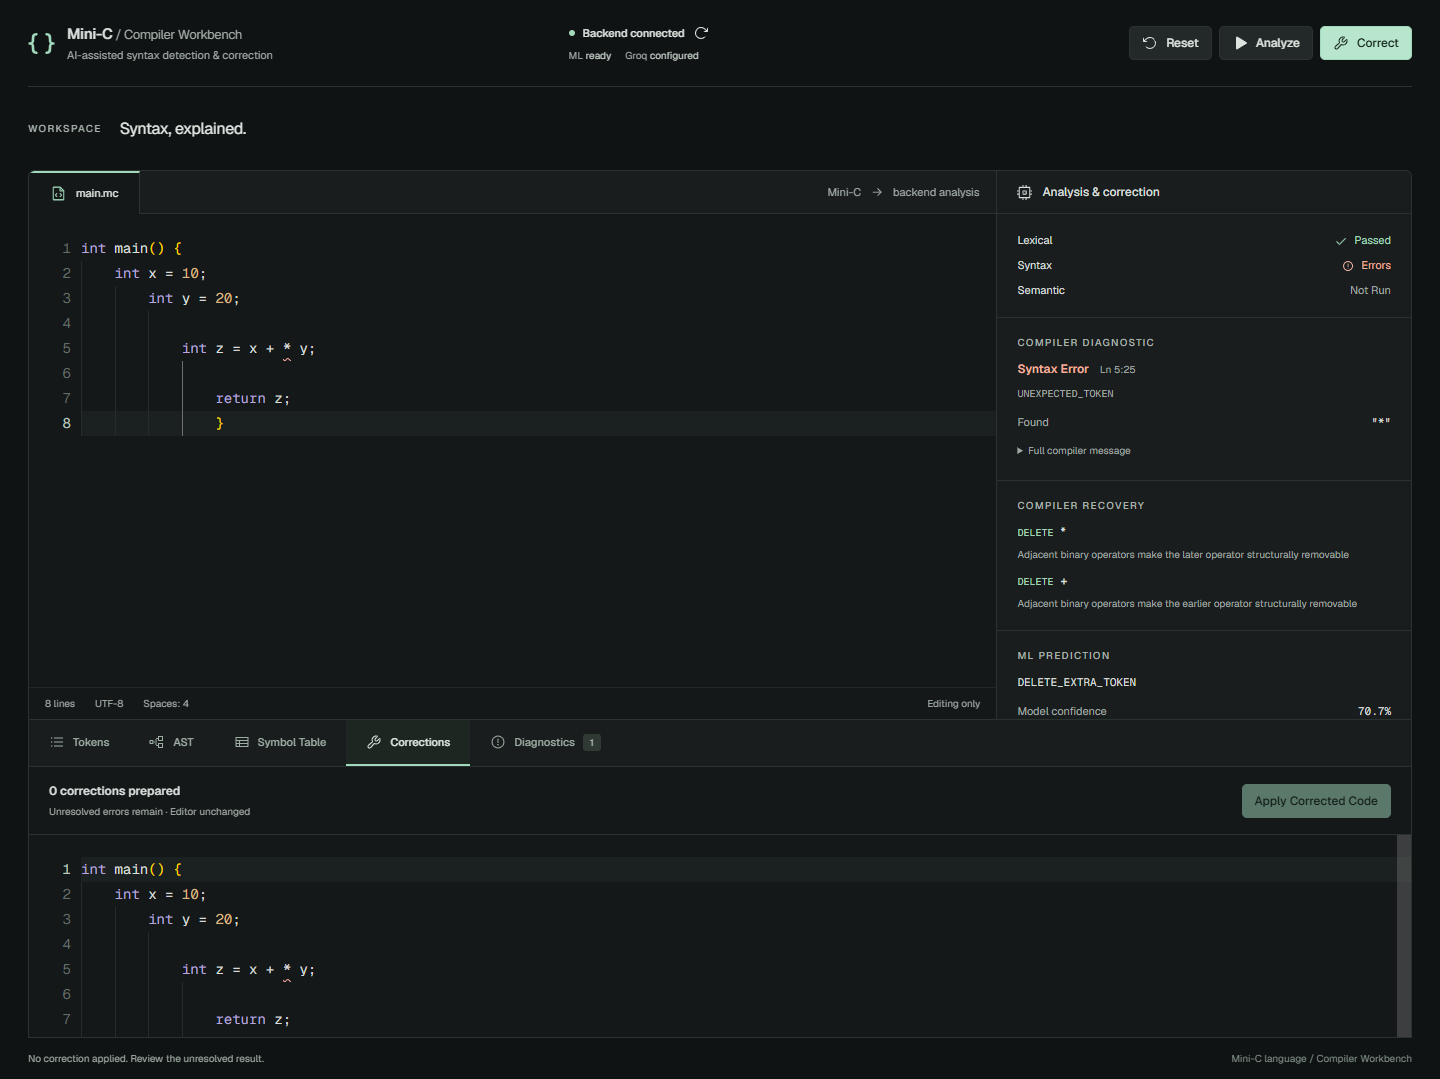 { } Mini-C / Compiler Workbench
AI-assisted syntax detection & correction
Backend connected
ML ready Groq configured
Reset
Analyze
Correct
WORKSPACE Syntax, explained.
main.mc
Mini-C → backend analysis
1 int main() {
2 int x = 10;
3 int y = 20;
4
5 int z = x + * y;
6
7 return z;
8 }
8 lines UTF-8 Spaces: 4
Editing only
Analysis & correction
Lexical Passed
Syntax Errors
Semantic Not Run
COMPILER DIAGNOSTIC
Syntax Error Ln 5:25
UNEXPECTED_TOKEN
Found "*"
Full compiler message
COMPILER RECOVERY
DELETE *
Adjacent binary operators make the later operator structurally removable
DELETE +
Adjacent binary operators make the earlier operator structurally removable
ML PREDICTION
DELETE_EXTRA_TOKEN
Model confidence 70.7%
Tokens AST Symbol Table Corrections Diagnostics 1
0 corrections prepared
Unresolved errors remain · Editor unchanged
Apply Corrected Code
1 int main() {
2 int x = 10;
3 int y = 20;
4
5 int z = x + * y;
6
7 return z;
No correction applied. Review the unresolved result.
Mini-C language / Compiler Workbench